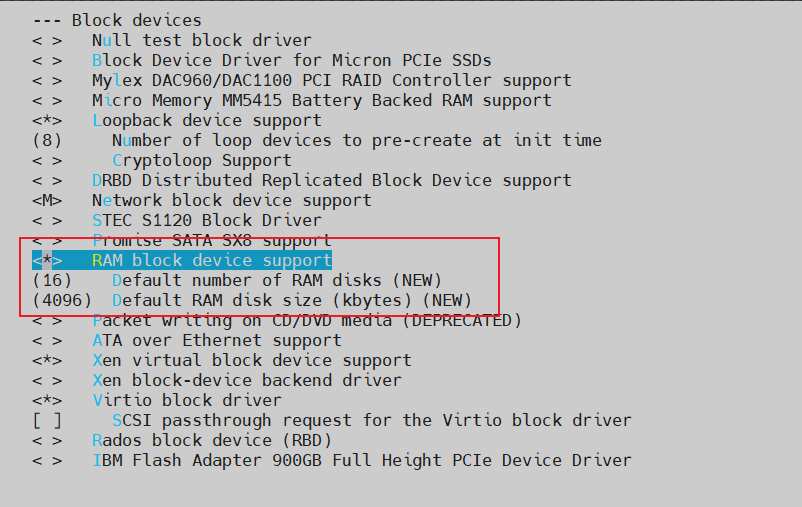 --- Block devices
< >   Null test block driver
< >   Block Device Driver for Micron PCIe SSDs
< >   Mylex DAC960/DAC1100 PCI RAID Controller support
< >   Micro Memory MM5415 Battery Backed RAM support
<*>   Loopback device support
(8)     Number of loop devices to pre-create at init time
< >     Cryptoloop Support
< >   DRBD Distributed Replicated Block Device support
<M>   Network block device support
< >   STEC S1120 Block Driver
< >   Promise SATA SX8 support
<*>   RAM block device support
(16)    Default number of RAM disks (NEW)
(4096)  Default RAM disk size (kbytes) (NEW)
< >   Packet writing on CD/DVD media (DEPRECATED)
< >   ATA over Ethernet support
<*>   Xen virtual block device support
< >   Xen block-device backend driver
<*>   Virtio block driver
[ ]     SCSI passthrough request for the Virtio block driver
< >   Rados block device (RBD)
< >   IBM Flash Adapter 900GB Full Height PCIe Device Driver